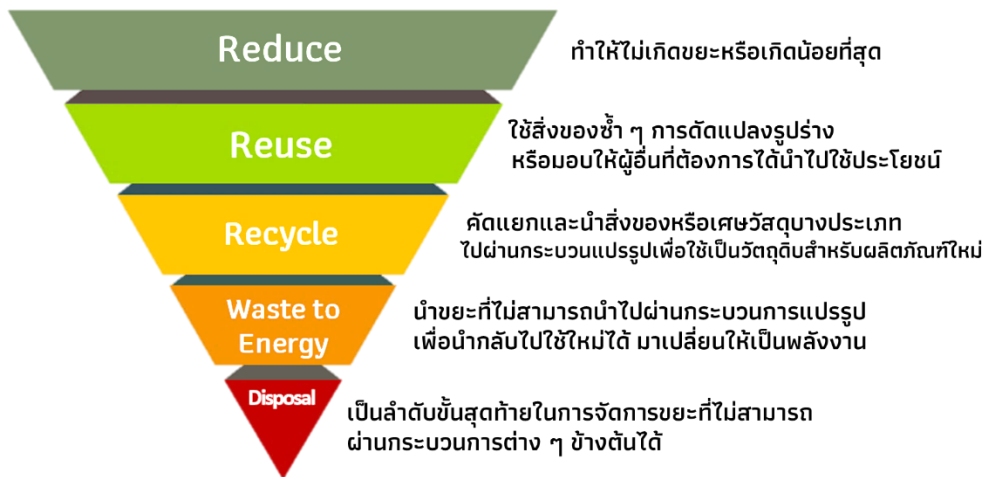 Reduce
ทำให้ไม่เกิดขยะหรือเกิดน้อยที่สุด
Reuse
ใช้สิ่งของซ้ำ ๆ การดัดแปลงรูปร่าง
หรือมอบให้ผู้อื่นที่ต้องการได้นำไปใช้ประโยชน์
Recycle
คัดแยกและนำสิ่งของหรือเศษวัสดุบางประเภท
ไปผ่านกระบวนแปรรูปเพื่อใช้เป็นวัตถุดิบสำหรับผลิตภัณฑ์ใหม่
Waste to
Energy
นำขยะที่ไม่สามารถนำไปผ่านกระบวนการแปรรูป
เพื่อนำกลับไปใช้ใหม่ได้ มาเปลี่ยนให้เป็นพลังงาน
Disposal
เป็นลำดับขั้นสุดท้ายในการจัดการขยะที่ไม่สามารถ
ผ่านกระบวนการต่าง ๆ ข้างต้นได้